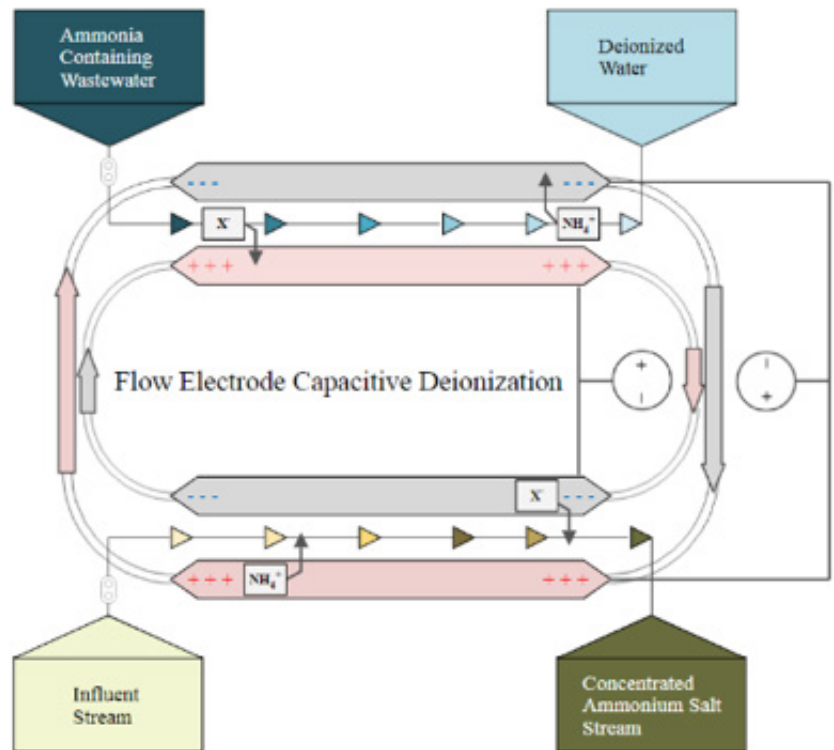 Ammonia
Containing
Wastewater
Deionized
Water
- - -
- - -
X-
NH4+
+ + +
+ + +
Flow Electrode Capacitive Deionization
+
-
-
+
- - -
X-
- - -
+ + +
NH4+
+ + +
Influent
Stream
Concentrated
Ammonium Salt
Stream